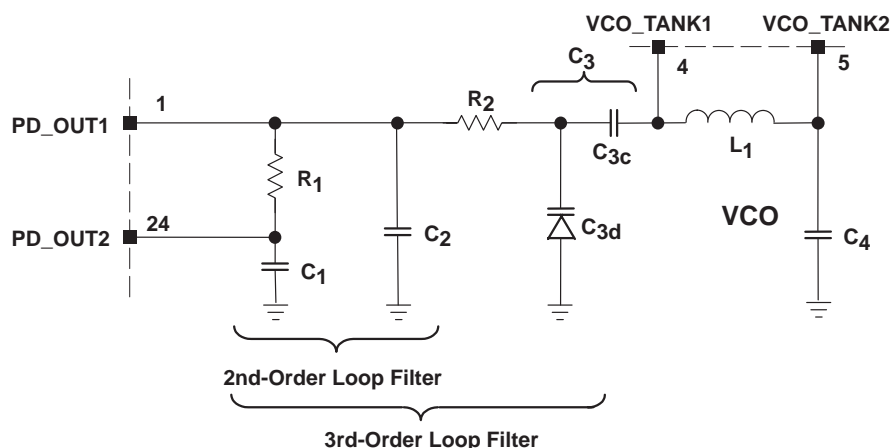 VCO_TANK1 VCO_TANK2
C3
4 5
1
R2
PD_OUT1
C3c
L1
R1
24
VCO
PD_OUT2
C2
C3d
C4
C1
2nd-Order Loop Filter
3rd-Order Loop Filter